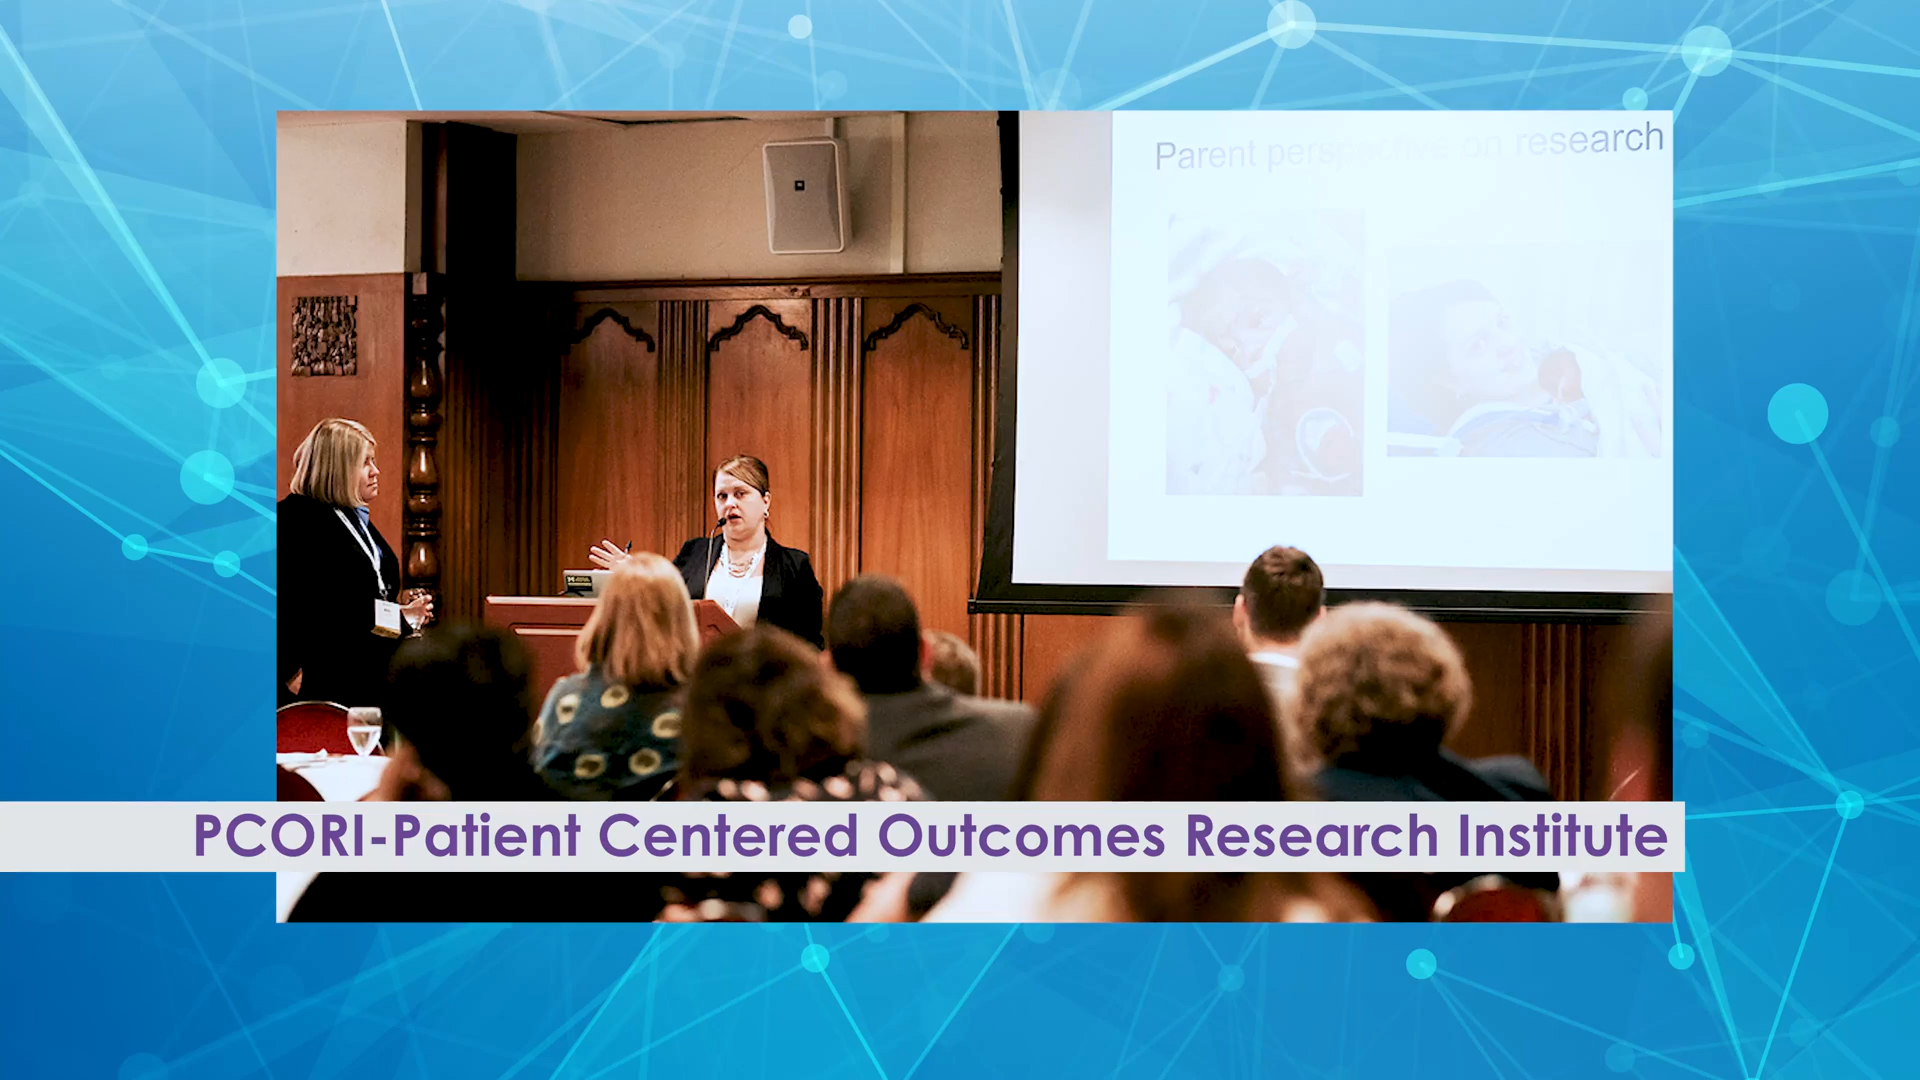 Parent perspective on research
PCORI-Patient Centered Outcomes Research Institute